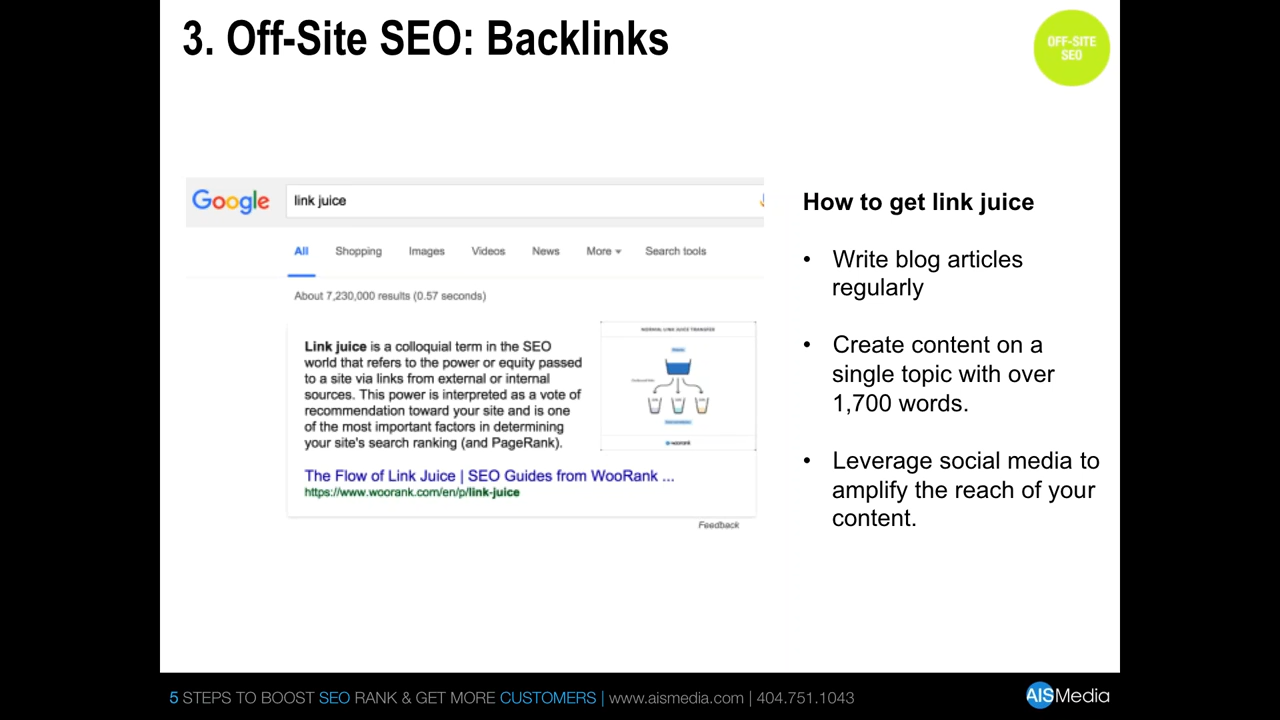 3. Off-Site SEO: Backlinks
OFF-SITE
SEO
Google
link juice
All
Shopping
Images
Videos
News
More
Search tools
About 7,230,000 results (0.57 seconds)
Link juice is a colloquial term in the SEO
world that refers to the power or equity passed
to a site via links from external or internal
sources. This power is interpreted as a vote of
recommendation toward your site and is one
of the most important factors in determining
your site's search ranking (and PageRank).
NORMAL LINK JUICE TRANSFER
woorank
The Flow of Link Juice | SEO Guides from WooRank ...
https://www.woorank.com/en/p/link-juice
Feedback
How to get link juice
• Write blog articles
regularly
• Create content on a
single topic with over
1,700 words.
• Leverage social media to
amplify the reach of your
content.
5 STEPS TO BOOST SEO RANK & GET MORE CUSTOMERS | www.aismedia.com | 404.751.1043
AISMedia